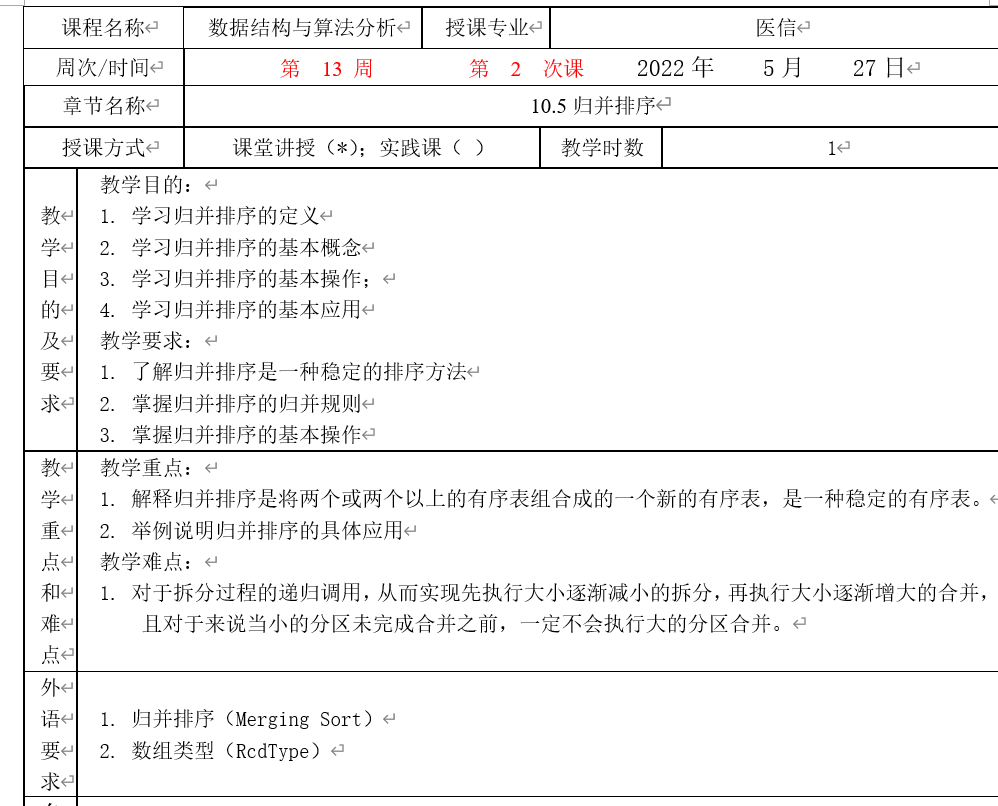 课程名称 数据结构与算法分析 授课专业 医信
周次/时间 第 13 周 第 2 次课 2022 年 5 月 27 日
章节名称 10.5 归并排序
授课方式 课堂讲授（*）；实践课（ ） 教学时数 1
教学目的及要求
教学目的：
1. 学习归并排序的定义
2. 学习归并排序的基本概念
3. 学习归并排序的基本操作；
4. 学习归并排序的基本应用
教学要求：
1. 了解归并排序是一种稳定的排序方法
2. 掌握归并排序的归并规则
3. 掌握归并排序的基本操作
教学重点和难点
教学重点：
1. 解释归并排序是将两个或两个以上的有序表组合成的一个新的有序表，是一种稳定的有序表。
2. 举例说明归并排序的具体应用
教学难点：
1. 对于拆分过程的递归调用，从而实现先执行大小逐渐减小的拆分，再执行大小逐渐增大的合并，
且对于来说当小的分区未完成合并之前，一定不会执行大的分区合并。
外语要求
1. 归并排序（Merging Sort）
2. 数组类型（RcdType）